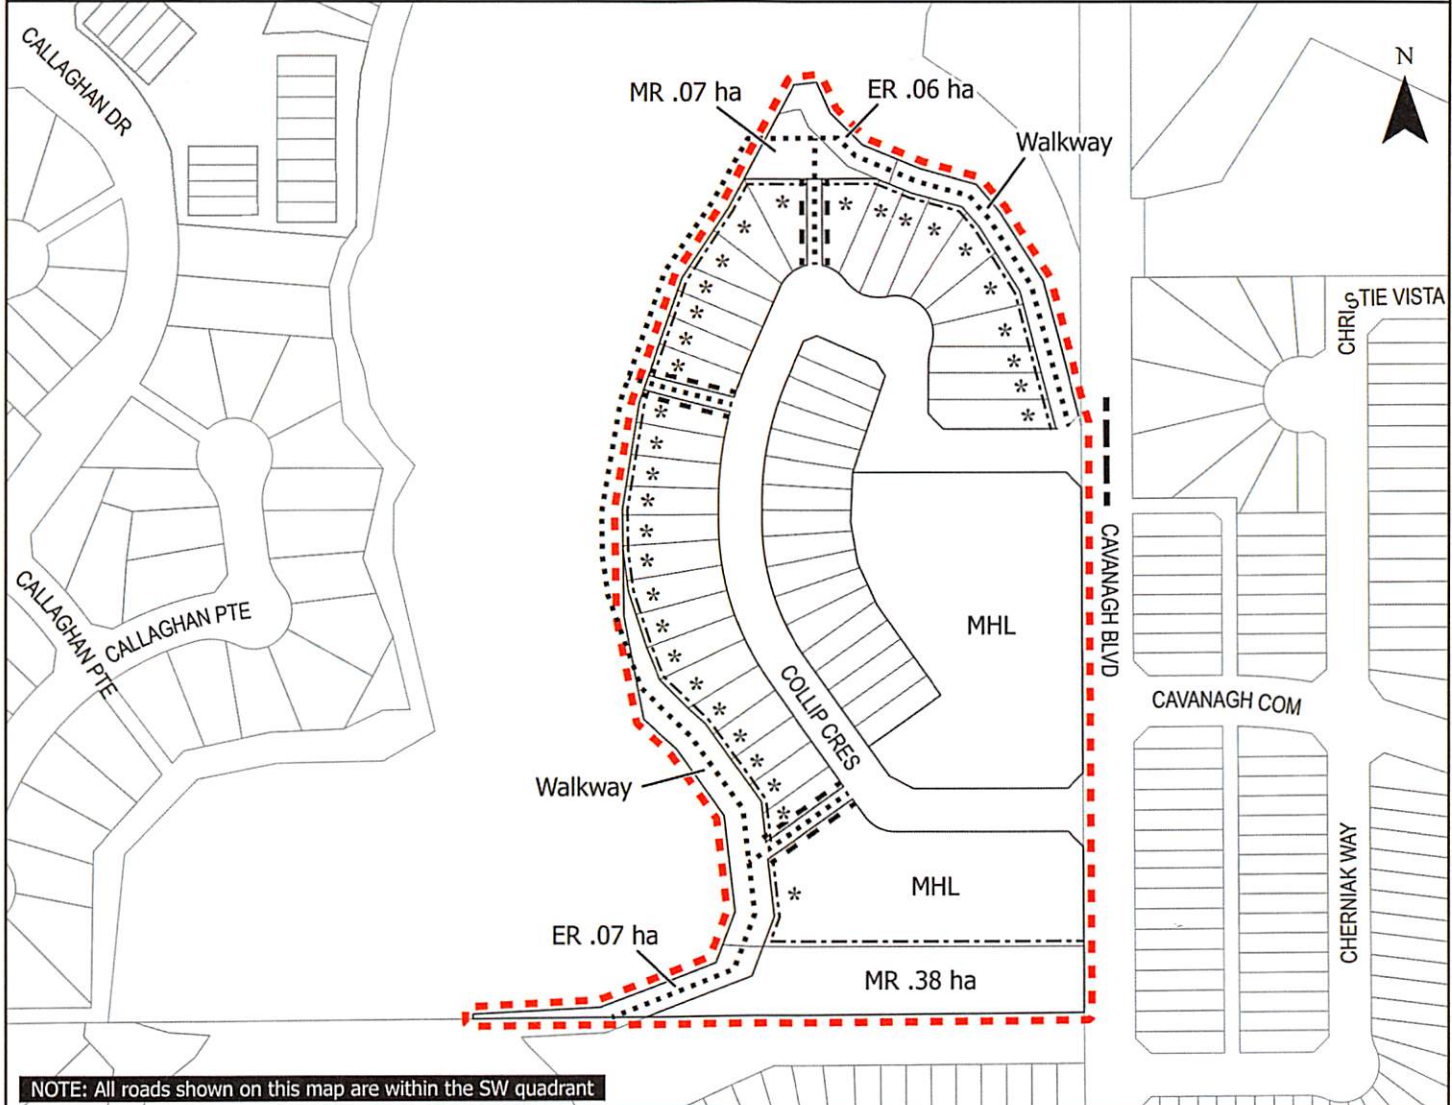 CALLAGHAN DR
MR .07 ha
ER .06 ha
N
Walkway
CHRISTIE VISTA
CALLAGHAN PTE
CALLAGHAN PTE
CAVANAGH BLVD
MHL
COLLIP CRES
CAVANAGH COM
Walkway
CHERNIAK WAY
MHL
ER .07 ha
MR .38 ha
NOTE: All roads shown on this map are within the SW quadrant